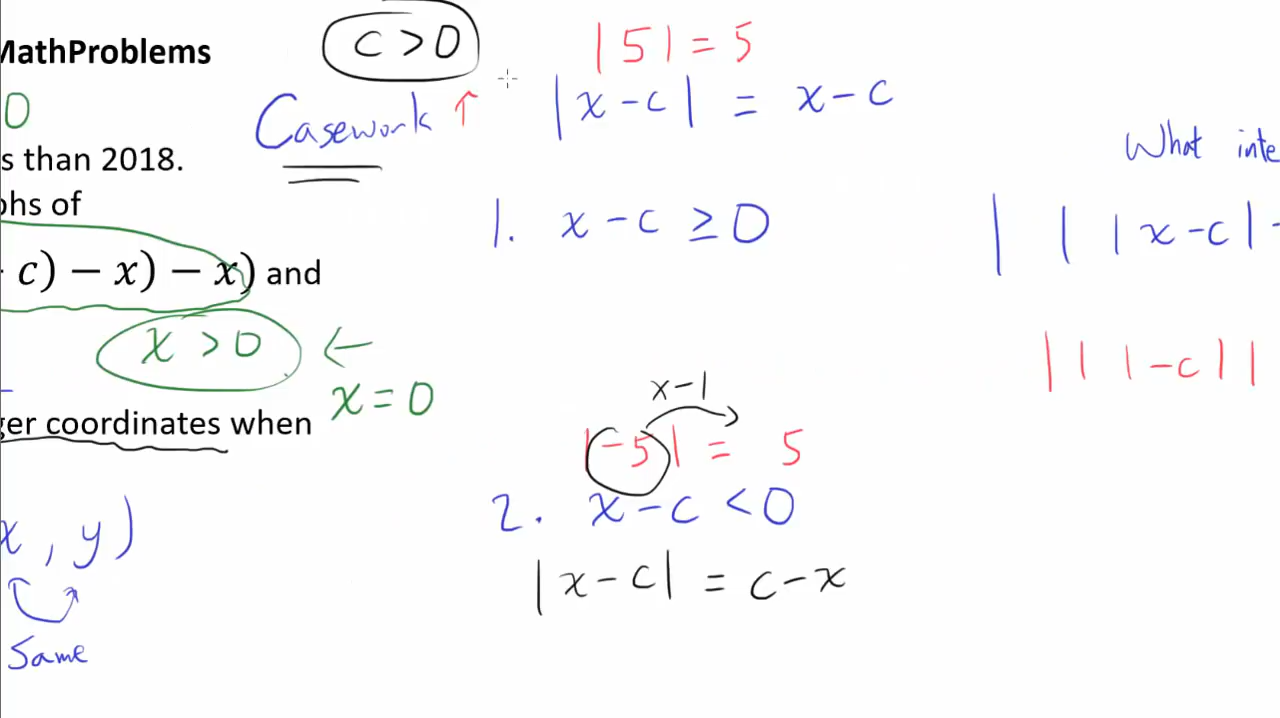 MathProblems
c > 0
|5| = 5
0
Casework ↑
|x - c| = x - c
s than 2018.
What inte
phs of
1. x - c ≥ 0
| | |x - c| -
c) − x) − x) and
x > 0 ←
x = 0
| | |-c| |
x-1
ger coordinates when
|-5| = 5
2. x - c < 0
x, y)
|x - c| = c - x
Same